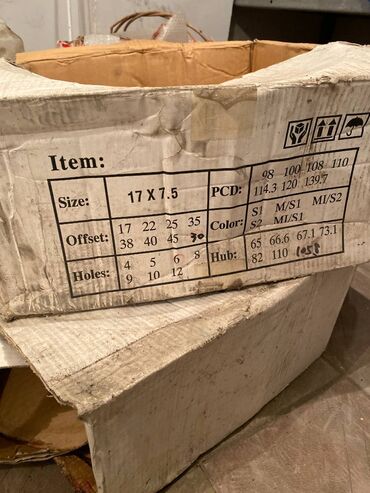 Item:
Size: 17 X 7.5 PCD: 98 100 108 110
114.3 120 139.7
Offset: 17 22 25 35
38 40 45 30
Color: S1 M/S1 MI/S2
S2 MI/S1
Holes: 4 5 6 8
9 10 12
Hub: 65 66.6 67.1 73.1
82 110